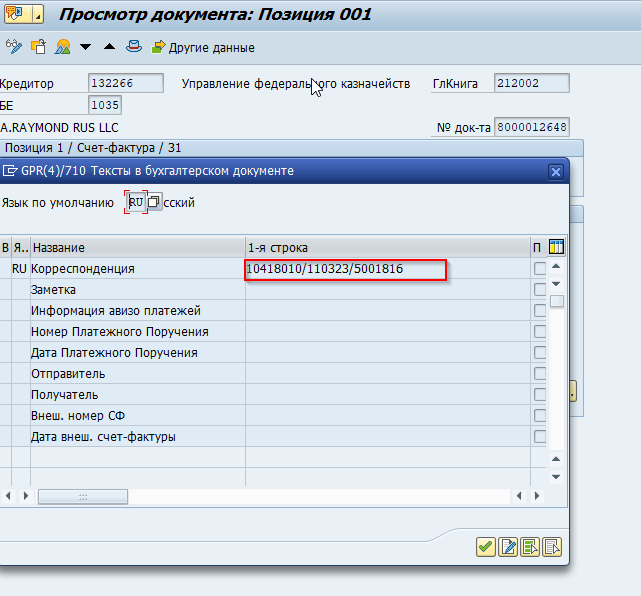 Просмотр документа: Позиция 001
Другие данные
Кредитор 132266 Управление федерального казначейств ГлКнига 212002
БЕ 1035
A.RAYMOND RUS LLC № док-та 8000012648
Позиция 1 / Счет-фактура / 31
GPR(4)/710 Тексты в бухгалтерском документе
Язык по умолчанию RU сский
В Я.. Название 1-я строка П
RU Корреспонденция 10418010/110323/5001816
Заметка
Информация авизо платежей
Номер Платежного Поручения
Дата Платежного Поручения
Отправитель
Получатель
Внеш. номер СФ
Дата внеш. счет-фактуры